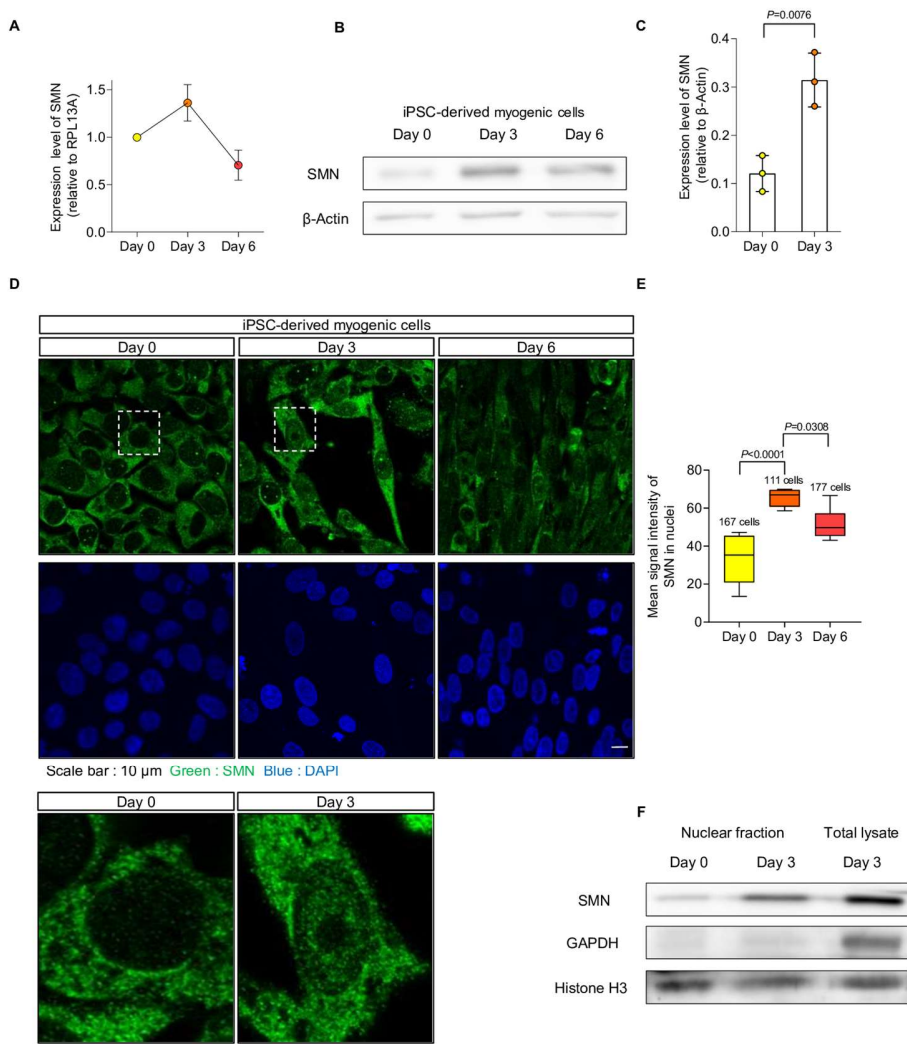 A
Expression level of SMN
(relative to RPL13A)
1.5
1.0
0.5
0.0
Day 0 Day 3 Day 6
B
iPSC-derived myogenic cells
Day 0 Day 3 Day 6
SMN
β-Actin
C
P=0.0076
Expression level of SMN
(relative to β-Actin)
0.4
0.3
0.2
0.1
0.0
Day 0 Day 3
D
iPSC-derived myogenic cells
Day 0 Day 3 Day 6
Scale bar : 10 μm Green : SMN Blue : DAPI
Day 0 Day 3
E
P=0.0308
P<0.0001
111 cells
177 cells
167 cells
Mean signal intensity of
SMN in nuclei
80
60
40
20
0
Day 0 Day 3 Day 6
F
Nuclear fraction Total lysate
Day 0 Day 3 Day 3
SMN
GAPDH
Histone H3